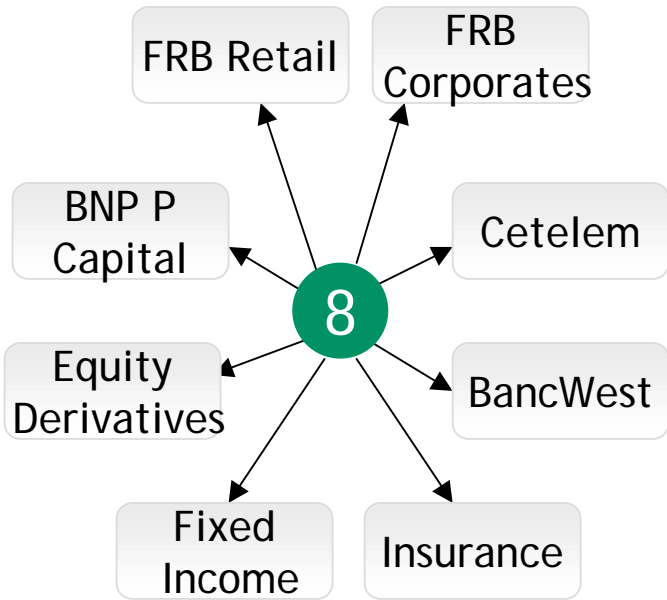 FRB Retail
FRB
Corporates
BNP P
Capital
Cetelem
8
Equity
Derivatives
BancWest
Fixed
Income
Insurance